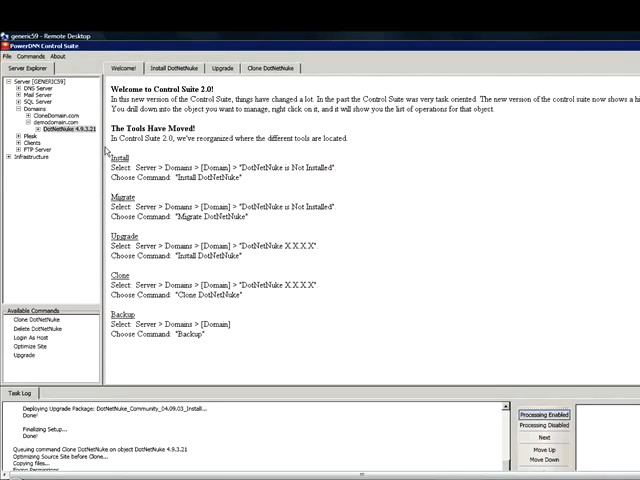 generic59 - Remote Desktop
PowerDNN Control Suite
File Commands About
Server Explorer
Welcome! Install DotNetNuke Upgrade Clone DotNetNuke
Server [GENERIC59]
DNS Server
Mail Server
SQL Server
Domains
CloneDomain.com
demodomain.com
DotNetNuke 4.9.3.21
Plesk
Clients
FTP Server
Infrastructure
Welcome to Control Suite 2.0!
In this new version of the Control Suite, things have changed a lot. In the past the Control Suite was very task oriented. The new version of the control suite now shows a hi
You drill down into the object you want to manage, right click on it, and it will show you the list of operations for that object.
The Tools Have Moved!
In Control Suite 2.0, we've reorganized where the different tools are located.
Install
Select: Server > Domains > [Domain] > "DotNetNuke is Not Installed".
Choose Command: "Install DotNetNuke"
Migrate
Select: Server > Domains > [Domain] > "DotNetNuke is Not Installed"
Choose Command: "Migrate DotNetNuke"
Upgrade
Select: Server > Domains > [Domain] > "DotNetNuke X.X.X.X".
Choose Command: "Install DotNetNuke"
Clone
Select: Server > Domains > [Domain] > "DotNetNuke X.X.X.X".
Choose Command: "Clone DotNetNuke"
Backup
Select: Server > Domains > [Domain]
Choose Command: "Backup"
Available Commands
Clone DotNetNuke
Delete DotNetNuke
Login As Host
Optimize Site
Upgrade
Task Log
Deploying Upgrade Package: DotNetNuke_Community_04.09.03_Install...
Done!
Finalizing Setup...
Done!
Queuing command Clone DotNetNuke on object DotNetNuke 4.9.3.21
Optimizing Source Site before Clone...
Copying files...
Fixing Permissions
Processing Enabled
Processing Disabled
Next
Move Up
Move Down